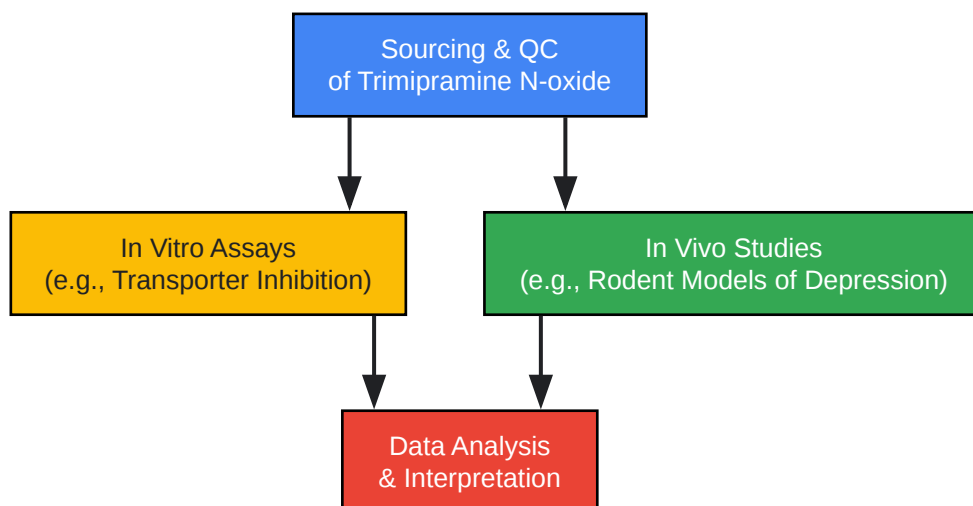 Sourcing & QC
of Trimipramine N-oxide
In Vitro Assays
(e.g., Transporter Inhibition)
In Vivo Studies
(e.g., Rodent Models of Depression)
Data Analysis
& Interpretation